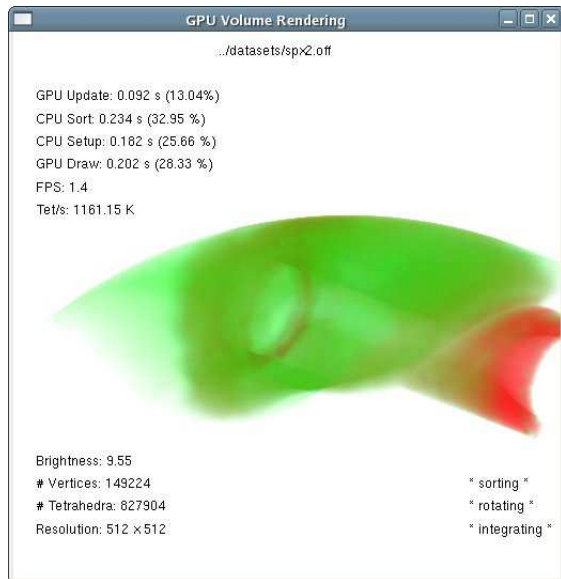 GPU Volume Rendering
../datasets/spx2.off
GPU Update: 0.092 s (13.04%)
CPU Sort: 0.234 s (32.95 %)
CPU Setup: 0.182 s (25.66 %)
GPU Draw: 0.202 s (28.33 %)
FPS: 1.4
Tet/s: 1161.15 K
Brightness: 9.55
# Vertices: 149224
* sorting *
# Tetrahedra: 827904
* rotating *
Resolution: 512 × 512
* integrating *